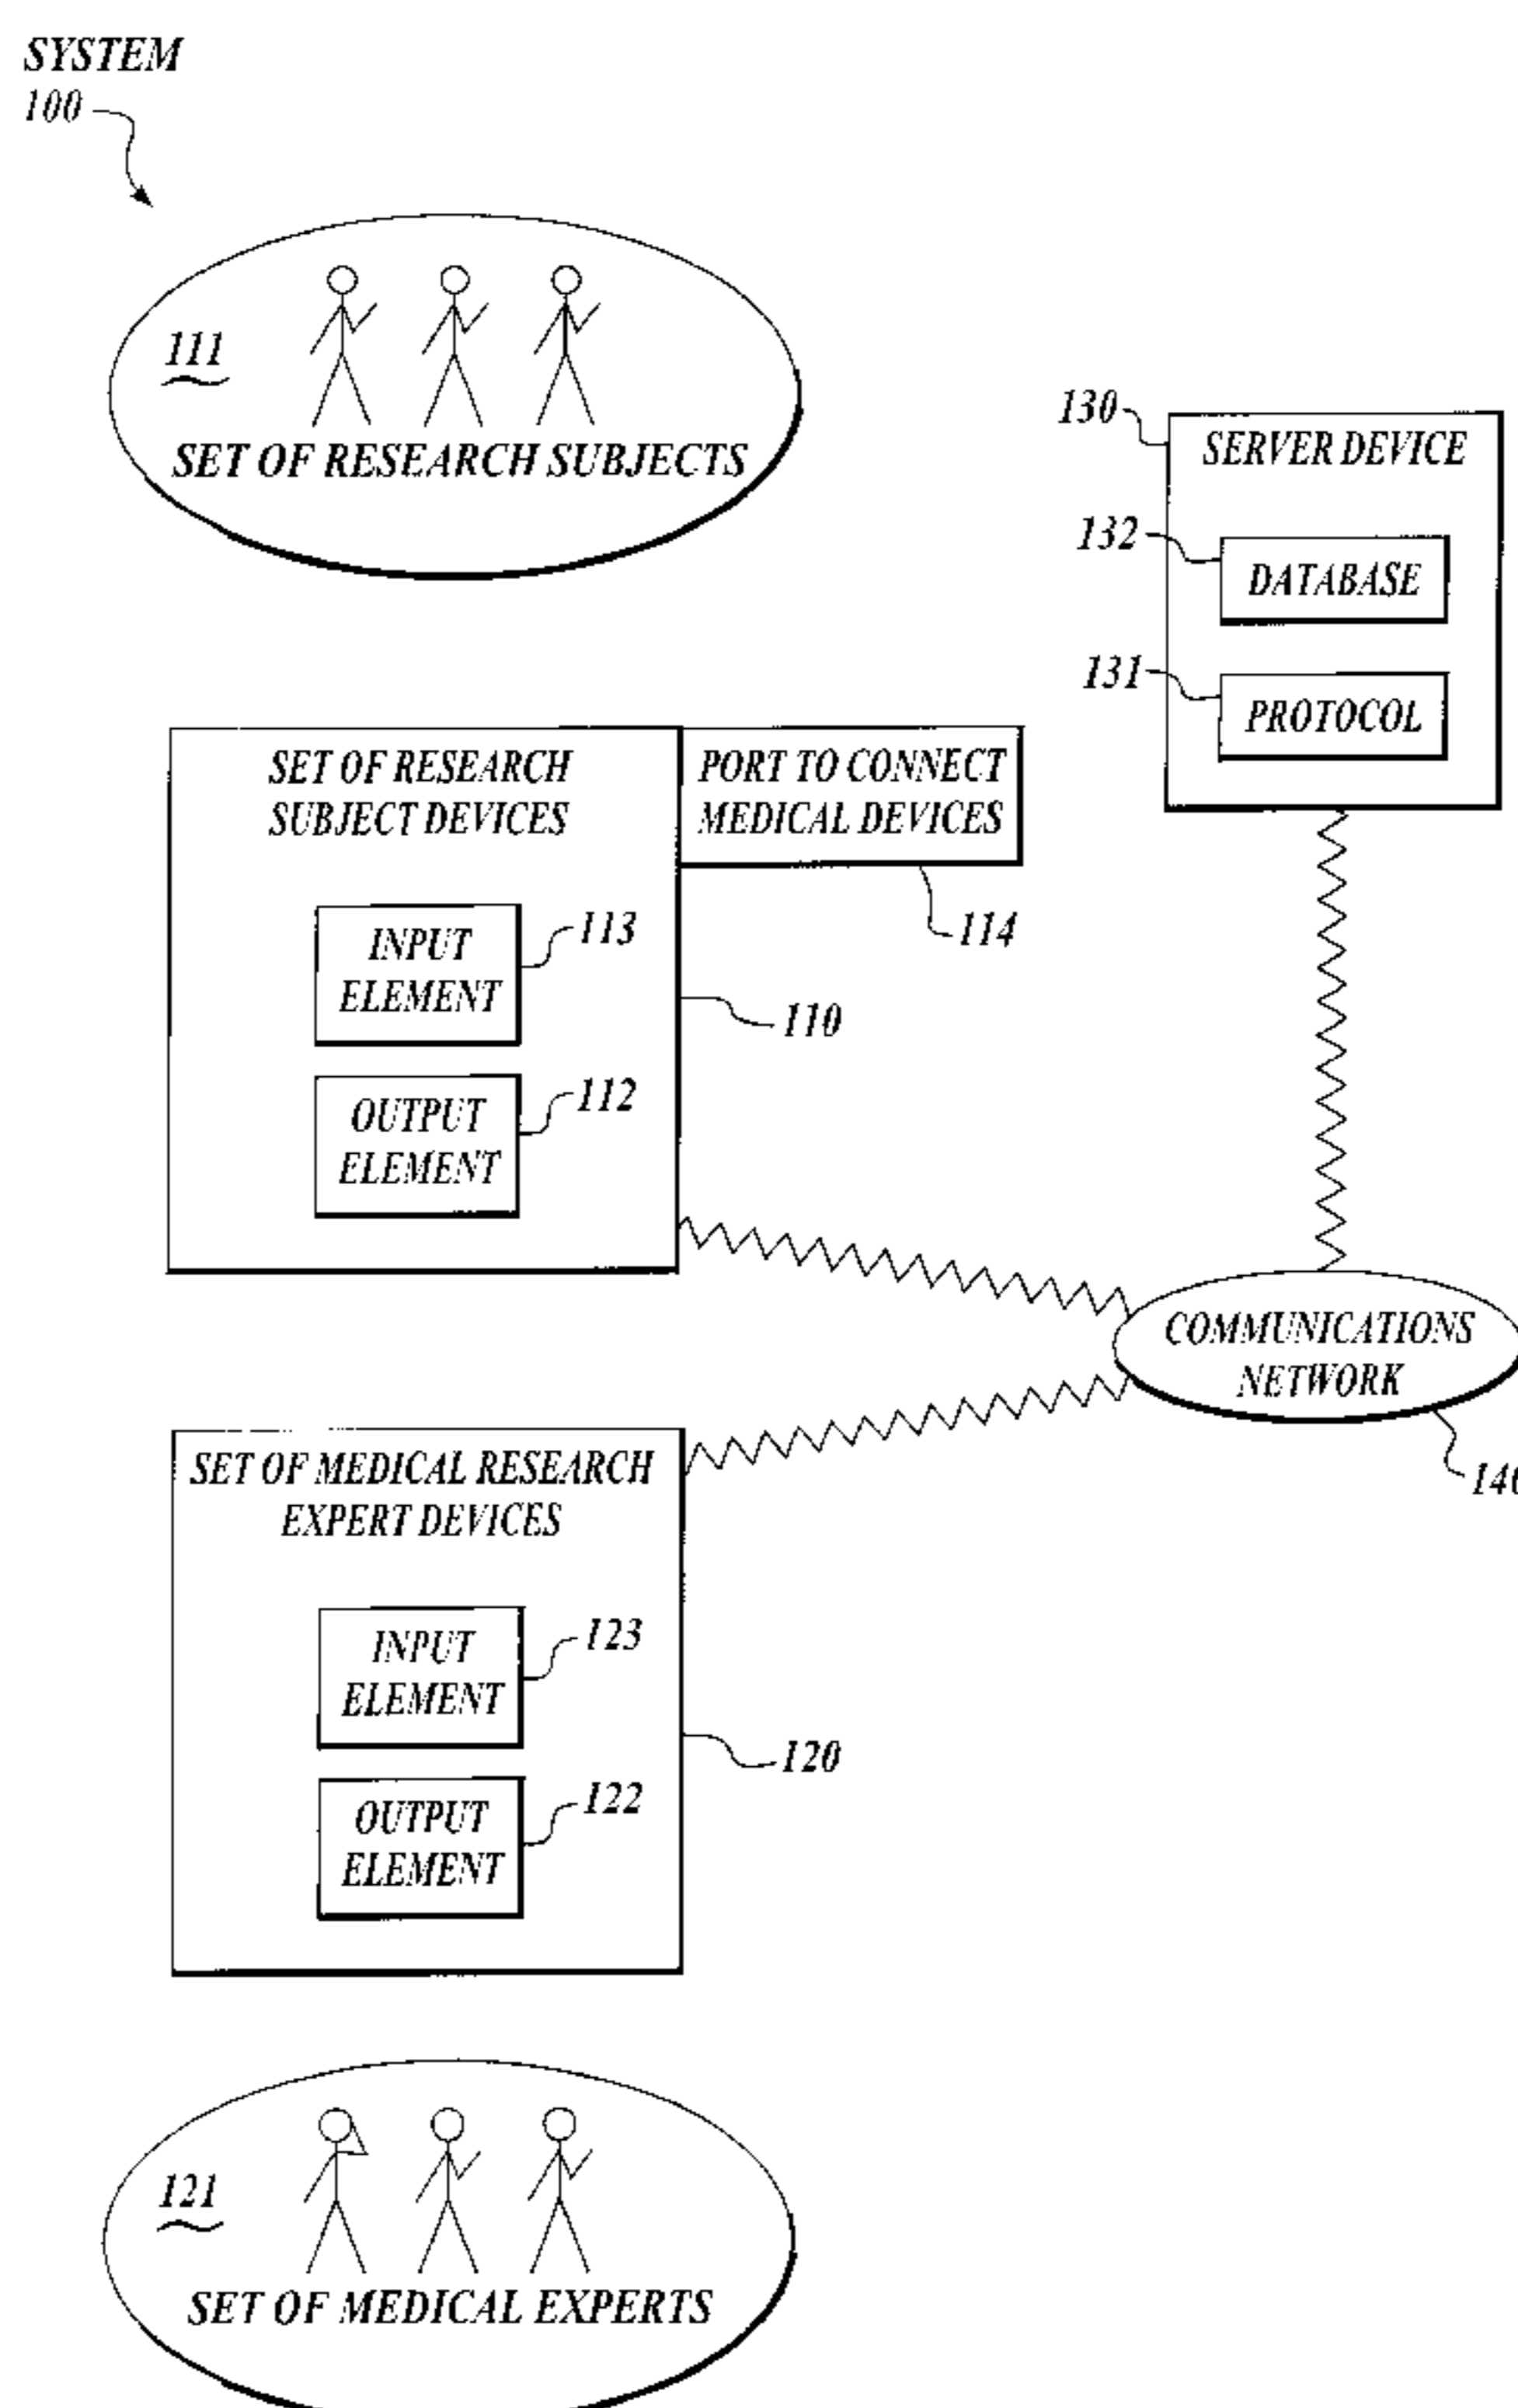 SYSTEM
100
111
SET OF RESEARCH SUBJECTS
130
SERVER DEVICE
132
DATABASE
131
PROTOCOL
SET OF RESEARCH
SUBJECT DEVICES
PORT TO CONNECT
MEDICAL DEVICES
114
INPUT
ELEMENT
113
110
OUTPUT
ELEMENT
112
COMMUNICATIONS
NETWORK
SET OF MEDICAL RESEARCH
EXPERT DEVICES
INPUT
ELEMENT
123
120
OUTPUT
ELEMENT
122
121
SET OF MEDICAL EXPERTS